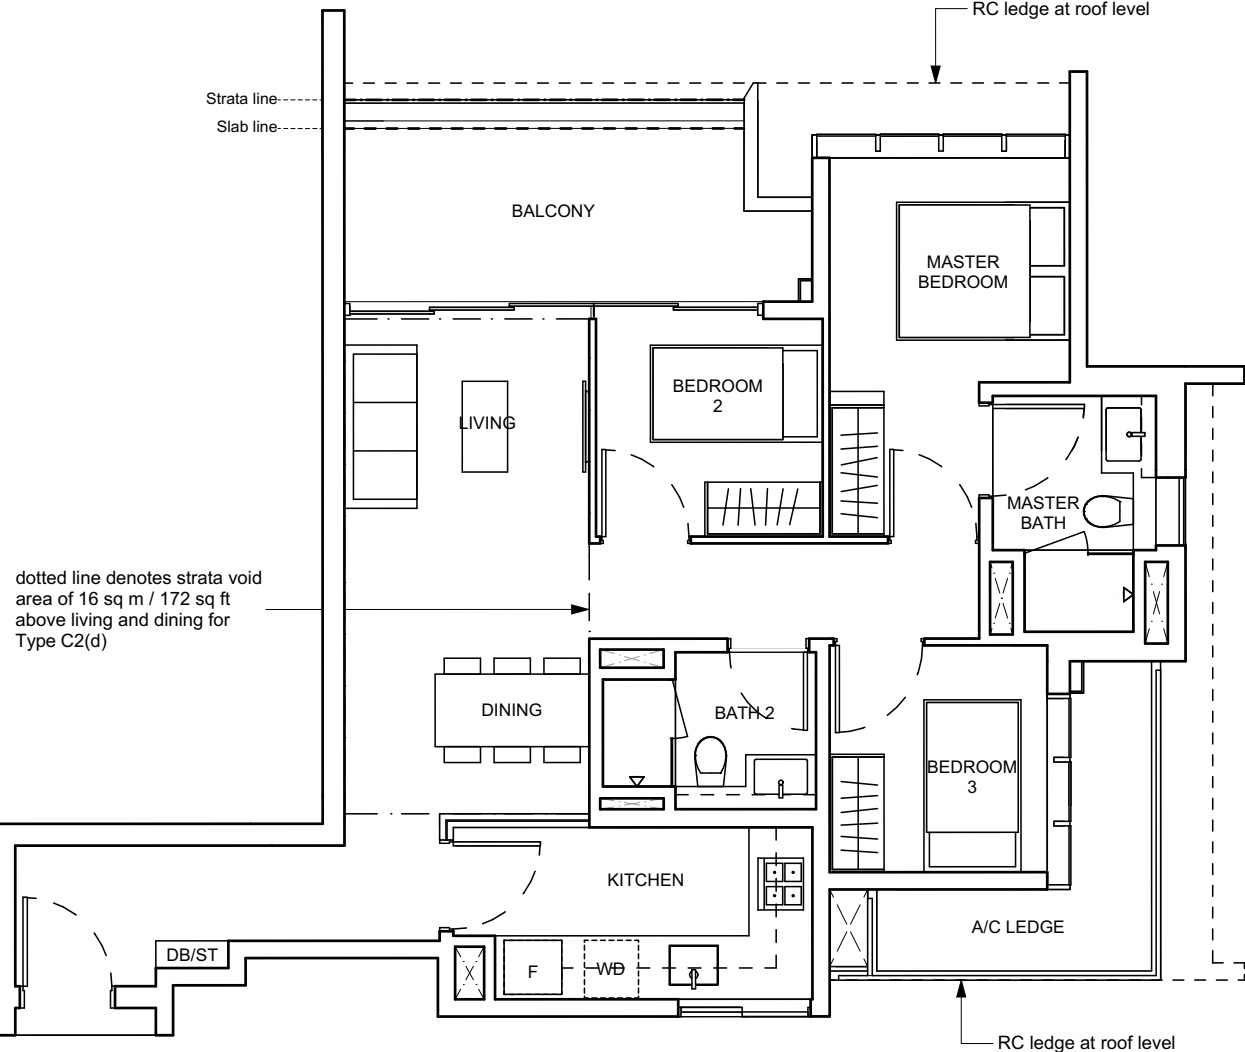 RC ledge at roof level
Strata line
Slab line
BALCONY
MASTER
BEDROOM
BEDROOM
2
LIVING
MASTER
BATH
dotted line denotes strata void
area of 16 sq m / 172 sq ft
above living and dining for
Type C2(d)
DINING
BATH 2
BEDROOM
3
KITCHEN
A/C LEDGE
DB/ST
F
WD
RC ledge at roof level